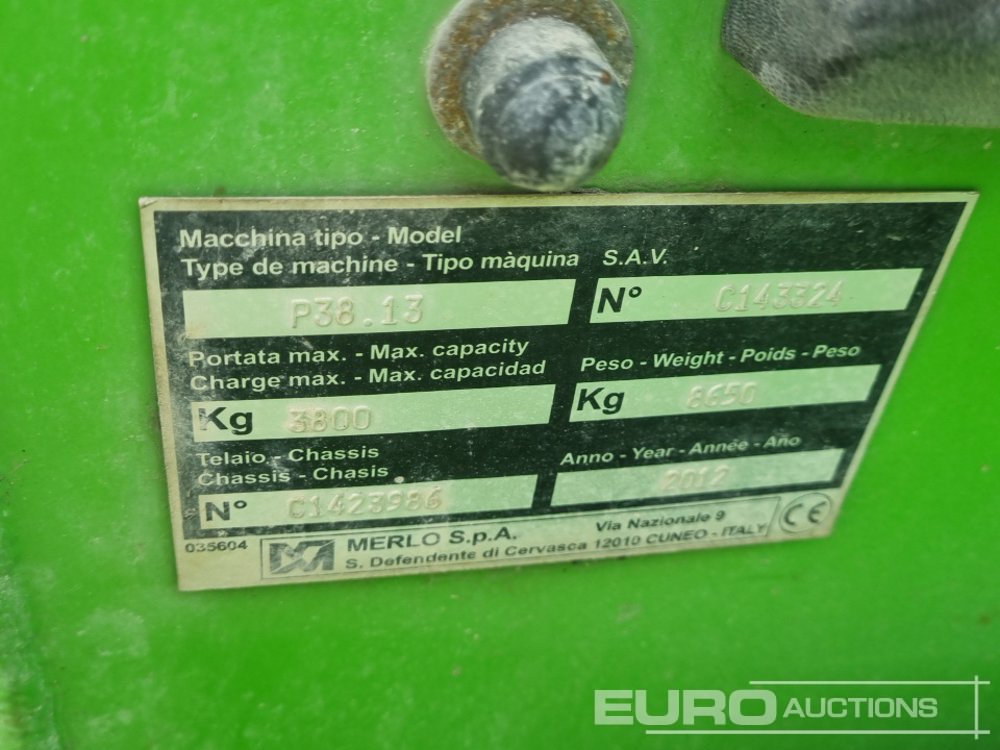 Macchina tipo - Model
Type de machine - Tipo màquina
P38.13
S.A.V.
N° C143324
Portata max. - Max. capacity
Charge max. - Max. capacidad
Kg 3800
Peso - Weight - Poids - Peso
Kg 8650
Telaio - Chassis
Chassis - Chasis
N° C1423986
Anno - Year - Année - Año
2012
035604
MERLO S.p.A.
Via Nazionale 9
S. Defendente di Cervasca 12010 CUNEO - ITALY
CE
EURO AUCTIONS